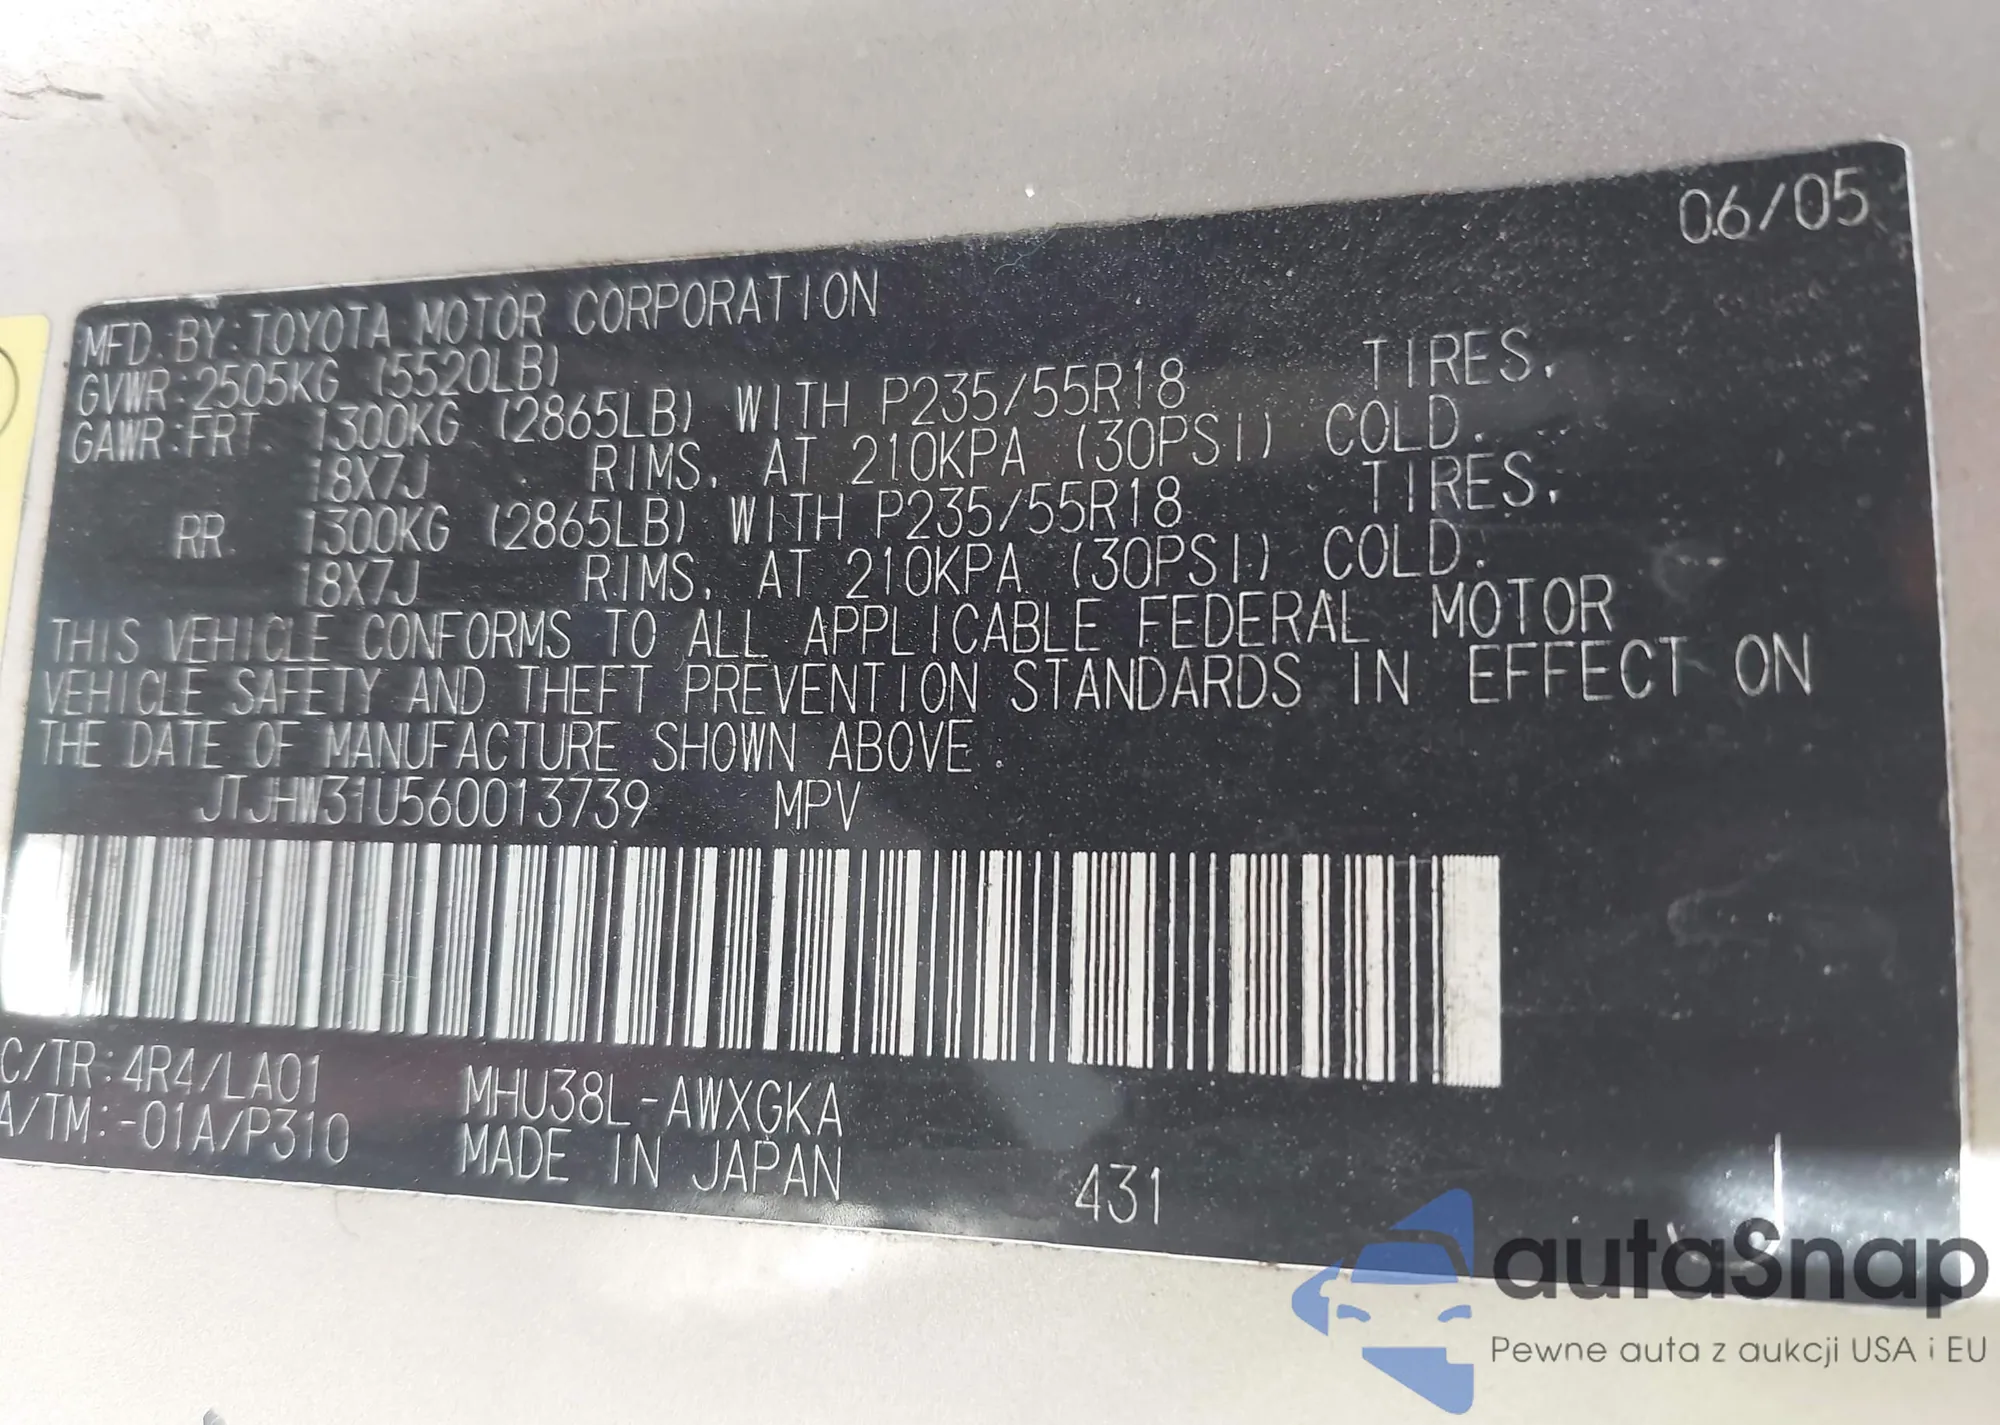 06/05
MFD. BY: TOYOTA MOTOR CORPORATION
GVWR: 2505KG (5520LB)
GAWR: FRT. 1300KG (2865LB) WITH P235/55R18 TIRES,
18X7J RIMS, AT 210KPA (30PSI) COLD.
RR. 1300KG (2865LB) WITH P235/55R18 TIRES,
18X7J RIMS, AT 210KPA (30PSI) COLD.
THIS VEHICLE CONFORMS TO ALL APPLICABLE FEDERAL MOTOR
VEHICLE SAFETY AND THEFT PREVENTION STANDARDS IN EFFECT ON
THE DATE OF MANUFACTURE SHOWN ABOVE.
JTJHW31U560013739 MPV
C/TR: 4R4/LA01 MHU38L-AWXGKA
A/TM: -01A/P310 MADE IN JAPAN
431
autaSnap
Pewne auta z aukcji USA i EU